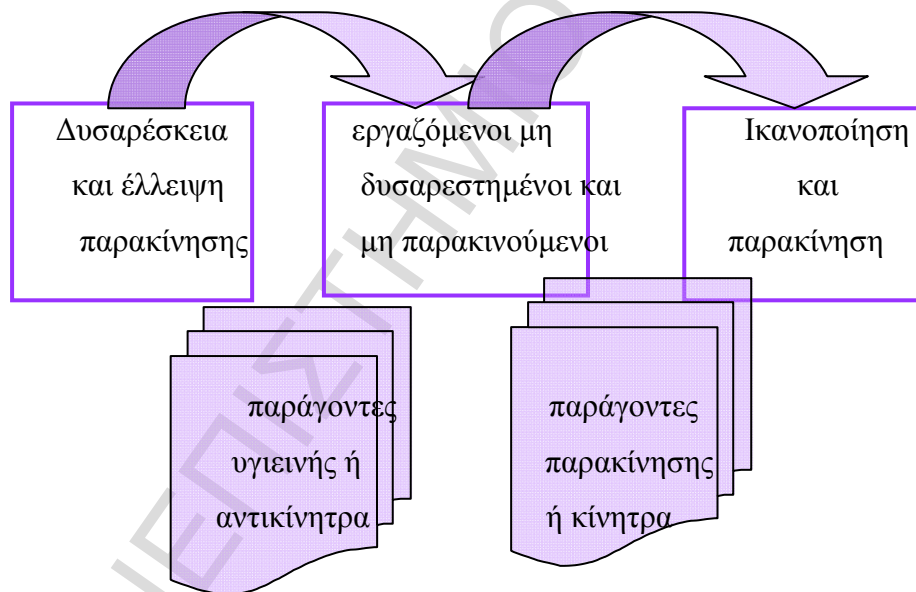 Δυσαρέσκεια
και έλλειψη
παρακίνησης
εργαζόμενοι μη
δυσαρεστημένοι και
μη παρακινούμενοι
Ικανοποίηση
και
παρακίνηση
παράγοντες
υγιεινής ή
αντικίνητρα
παράγοντες
παρακίνησης
ή κίνητρα